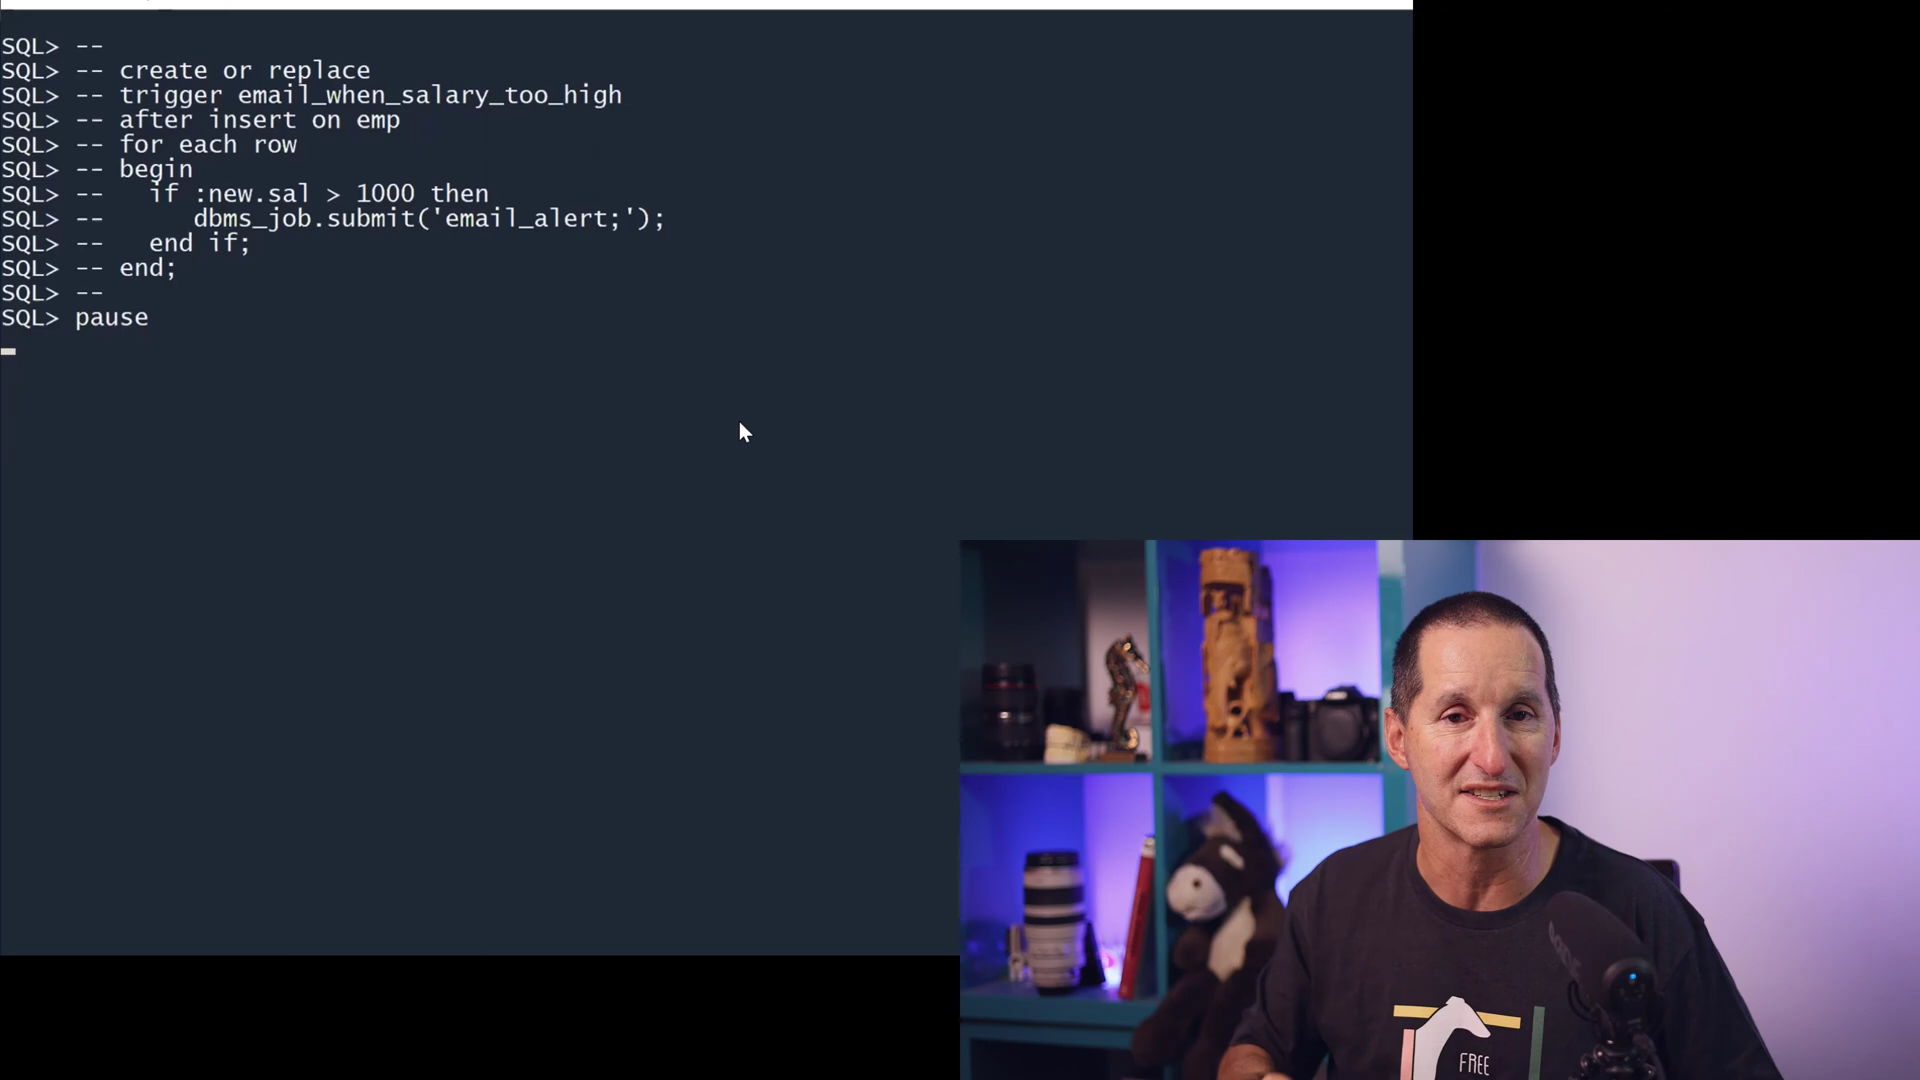 SQL> --
SQL> -- create or replace
SQL> -- trigger email_when_salary_too_high
SQL> -- after insert on emp
SQL> -- for each row
SQL> -- begin
SQL> --   if :new.sal > 1000 then
SQL> --      dbms_job.submit('email_alert;');
SQL> --   end if;
SQL> -- end;
SQL> --
SQL> pause
FREE